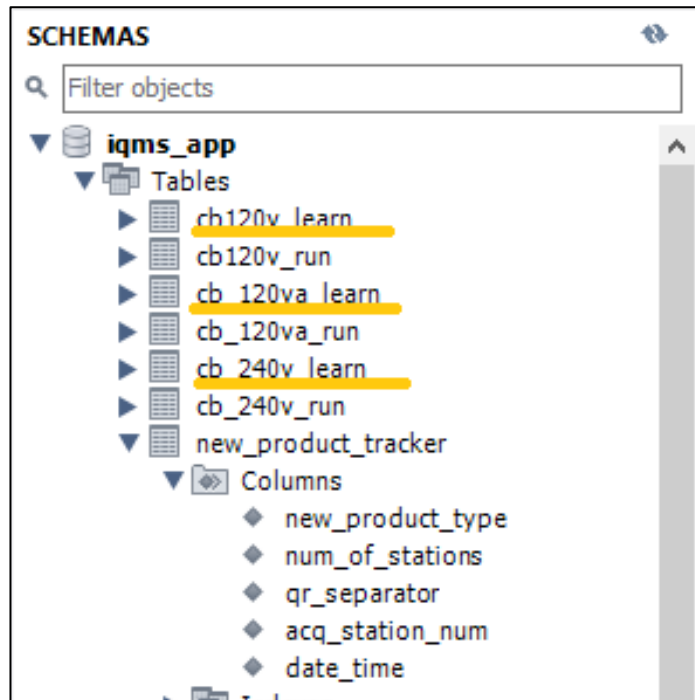 SCHEMAS
Filter objects
iqms_app
Tables
cb120v_learn
cb120v_run
cb_120va_learn
cb_120va_run
cb_240v_learn
cb_240v_run
new_product_tracker
Columns
new_product_type
num_of_stations
qr_separator
acq_station_num
date_time